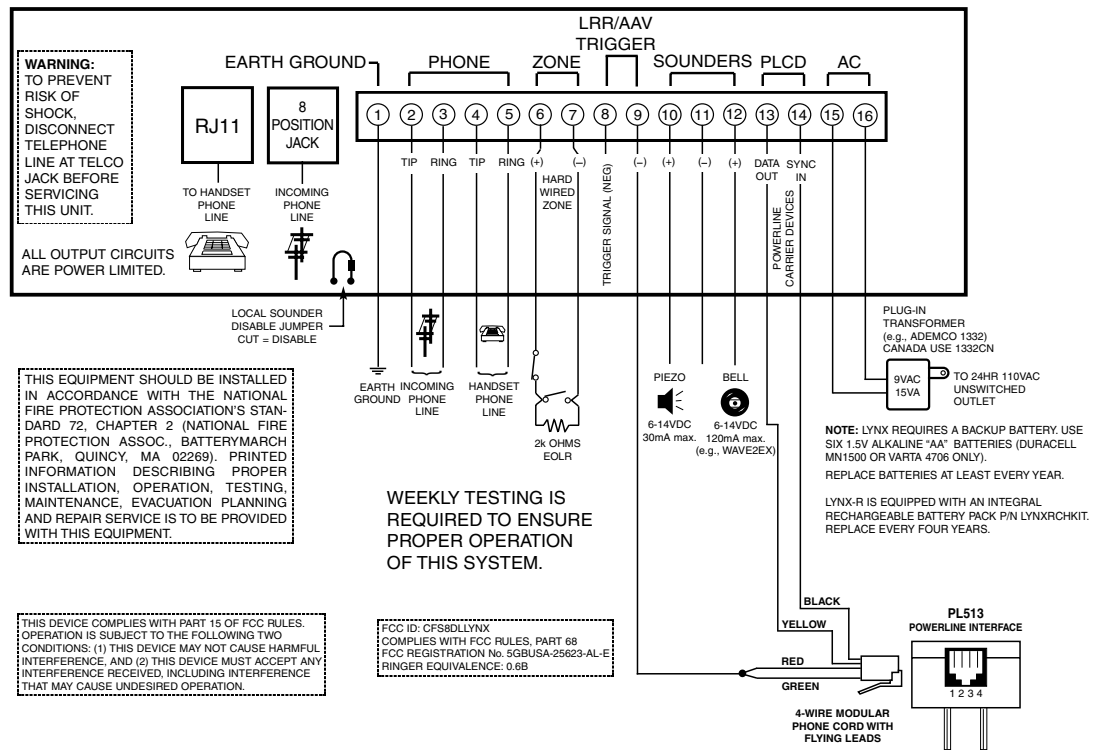 LRR/AAV
TRIGGER
EARTH GROUND
PHONE
ZONE
SOUNDERS
PLCD
AC
WARNING:
TO PREVENT
RISK OF
SHOCK,
DISCONNECT
TELEPHONE
LINE AT TELCO
JACK BEFORE
SERVICING
THIS UNIT.
ALL OUTPUT CIRCUITS
ARE POWER LIMITED.
RJ11
TO HANDSET
PHONE
LINE
8
POSITION
JACK
INCOMING
PHONE
LINE
1 2 3 4 5 6 7 8 9 10 11 12 13 14 15 16
TIP RING TIP RING (+) (–)
HARD
WIRED
ZONE
TRIGGER SIGNAL (NEG)
(–) (+) (–) (+)
DATA
OUT
SYNC
IN
POWERLINE
CARRIER DEVICES
LOCAL SOUNDER
DISABLE JUMPER
CUT = DISABLE
EARTH
GROUND
INCOMING
PHONE
LINE
HANDSET
PHONE
LINE
2k OHMS
EOLR
PIEZO
6-14VDC
30mA max.
BELL
6-14VDC
120mA max.
(e.g., WAVE2EX)
PLUG-IN
TRANSFORMER
(e.g., ADEMCO 1332)
CANADA USE 1332CN
9VAC
15VA
TO 24HR 110VAC
UNSWITCHED
OUTLET
NOTE: LYNX REQUIRES A BACKUP BATTERY. USE
SIX 1.5V ALKALINE “AA” BATTERIES (DURACELL
MN1500 OR VARTA 4706 ONLY).
REPLACE BATTERIES AT LEAST EVERY YEAR.
LYNX-R IS EQUIPPED WITH AN INTEGRAL
RECHARGEABLE BATTERY PACK P/N LYNXRCHKIT.
REPLACE EVERY FOUR YEARS.
THIS EQUIPMENT SHOULD BE INSTALLED
IN ACCORDANCE WITH THE NATIONAL
FIRE PROTECTION ASSOCIATION'S STAN-
DARD 72, CHAPTER 2 (NATIONAL FIRE
PROTECTION ASSOC., BATTERYMARCH
PARK, QUINCY, MA 02269). PRINTED
INFORMATION DESCRIBING PROPER
INSTALLATION, OPERATION, TESTING,
MAINTENANCE, EVACUATION PLANNING
AND REPAIR SERVICE IS TO BE PROVIDED
WITH THIS EQUIPMENT.
WEEKLY TESTING IS
REQUIRED TO ENSURE
PROPER OPERATION
OF THIS SYSTEM.
THIS DEVICE COMPLIES WITH PART 15 OF FCC RULES.
OPERATION IS SUBJECT TO THE FOLLOWING TWO
CONDITIONS: (1) THIS DEVICE MAY NOT CAUSE HARMFUL
INTERFERENCE, AND (2) THIS DEVICE MUST ACCEPT ANY
INTERFERENCE RECEIVED, INCLUDING INTERFERENCE
THAT MAY CAUSE UNDESIRED OPERATION.
FCC ID: CFS8DLLYNX
COMPLIES WITH FCC RULES, PART 68
FCC REGISTRATION No. 5GBUSA-25623-AL-E
RINGER EQUIVALENCE: 0.6B
BLACK
YELLOW
RED
GREEN
4-WIRE MODULAR
PHONE CORD WITH
FLYING LEADS
PL513
POWERLINE INTERFACE
1 2 3 4